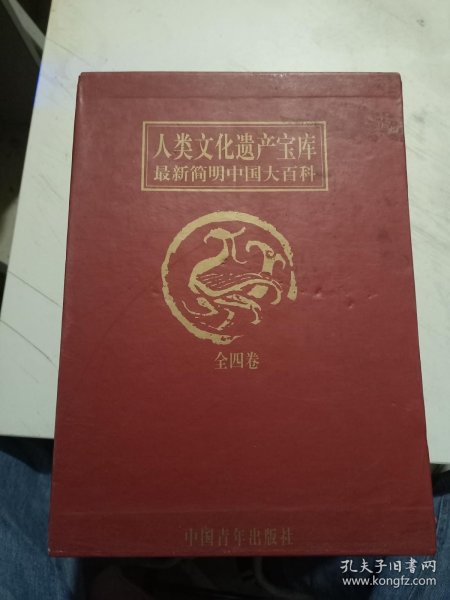 人类文化遗产宝库
最新简明中国大百科
全四卷
中国青年出版社
孔夫子旧书网
www.kongfz.com